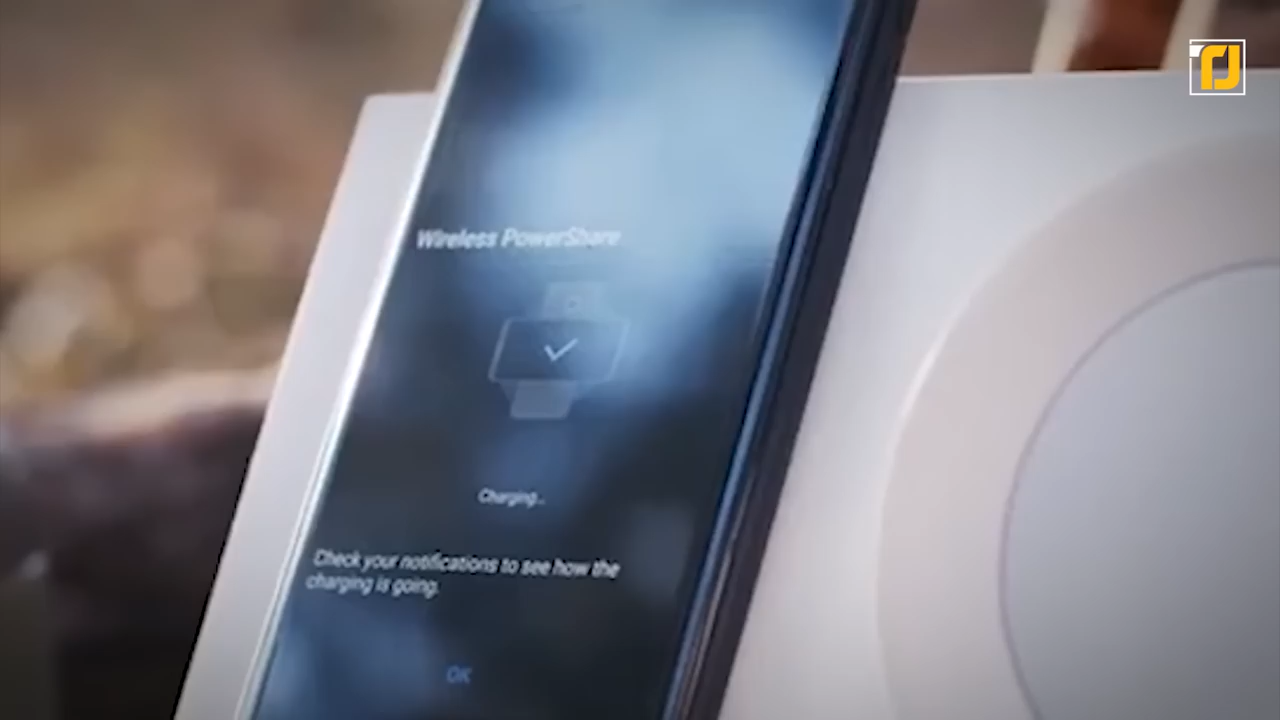 Wireless PowerShare
Charging...
Check your notifications to see how the
charging is going.
OK